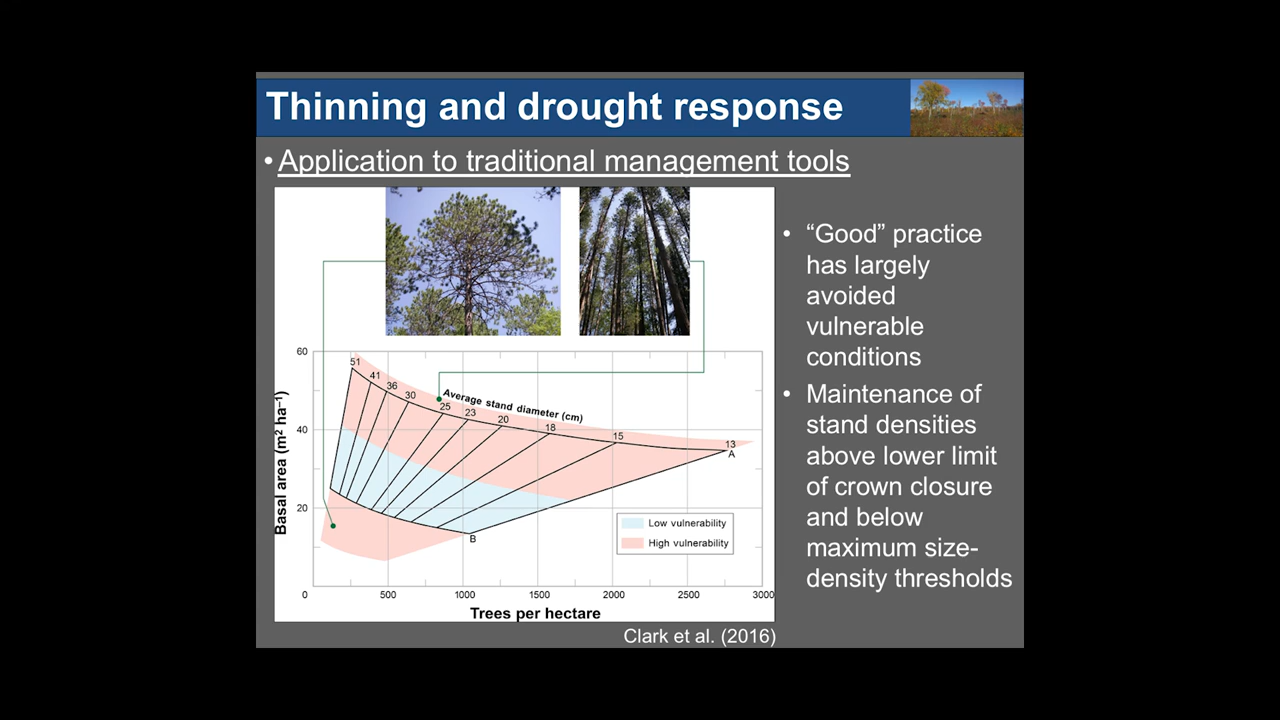 Thinning and drought response
• Application to traditional management tools
60
40
20
Basal area (m² ha⁻¹)
51
41
36
30
25
23
20
18
15
13
Average stand diameter (cm)
A
B
Low vulnerability
High vulnerability
0
500
1000
1500
2000
2500
3000
Trees per hectare
Clark et al. (2016)
• “Good” practice
has largely
avoided
vulnerable
conditions
• Maintenance of
stand densities
above lower limit
of crown closure
and below
maximum size-
density thresholds